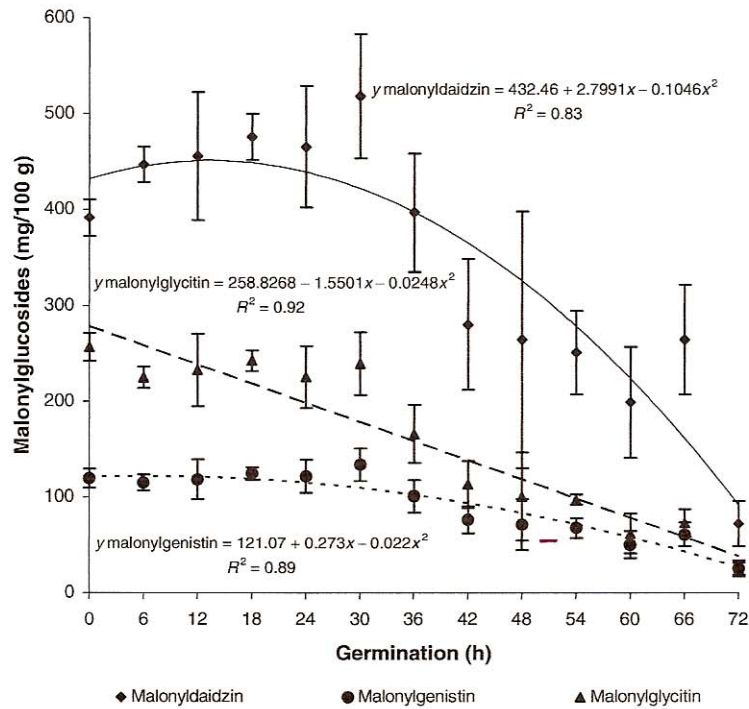 Malonylglucosides (mg/100 g)
600
500
400
300
200
100
0
y malonyldaidzin = 432.46 + 2.7991x – 0.1046x²
R² = 0.83
y malonylglycitin = 258.8268 – 1.5501x – 0.0248x²
R² = 0.92
y malonylgenistin = 121.07 + 0.273x – 0.022x²
R² = 0.89
0 6 12 18 24 30 36 42 48 54 60 66 72
Germination (h)
Malonyldaidzin Malonylgenistin Malonylglycitin